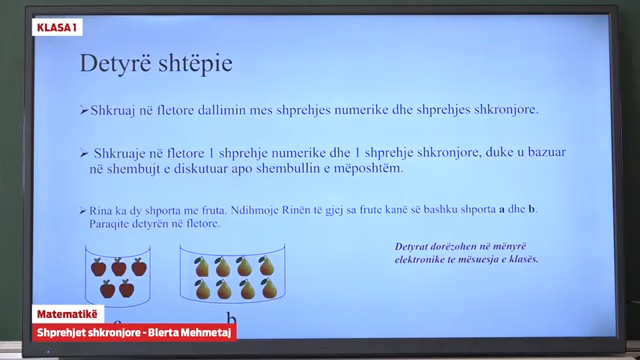 KLASA 1
Detyrë shtëpie
➢Shkruaj në fletore dallimin mes shprehjes numerike dhe shprehjes shkronjore.
➢ Shkruaje në fletore 1 shprehje numerike dhe 1 shprehje shkronjore, duke u bazuar
në shembujt e diskutuar apo shembullin e mëposhtëm.
➢Rina ka dy shporta me fruta. Ndihmoje Rinën të gjej sa frute kanë së bashku shporta a dhe b.
Paraqite detyrën në fletore.
Detyrat dorëzohen në mënyrë
elektronike te mësuesja e klasës.
b
Matematikë
Shprehjet shkronjore - Blerta Mehmetaj